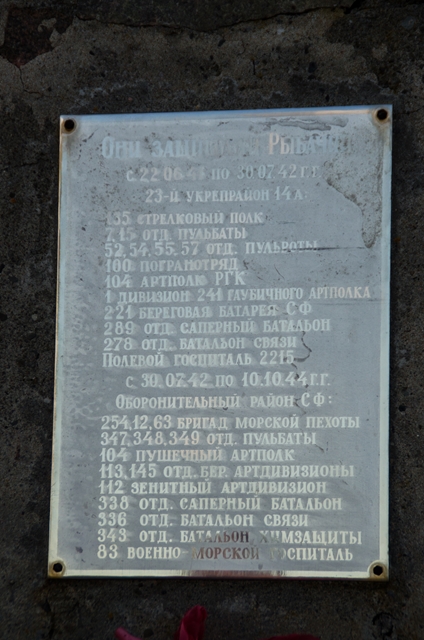 Они защищали Рыбачий
с 22.06.41 по 30.07.42 г.г.
23-й укрепрайон 14 А:
135 стрелковый полк
7,15 отд. пульбаты
52,54,55,57 отд. пульроты
100 погранотряд
104 артполк РГК
1 дивизион 241 гаубичного артполка
221 береговая батарея СФ
289 отд. саперный батальон
278 отд. батальон связи
Полевой госпиталь 2215
с 30.07.42 по 10.10.44 г.г.
Оборонительный район СФ:
254,12,63 бригад морской пехоты
347,348,349 отд. пульбаты
104 пушечный артполк
113,145 отд. бер. артдивизионы
112 зенитный артдивизион
338 отд. саперный батальон
336 отд. батальон связи
343 отд. батальон химзащиты
83 военно-морской госпиталь